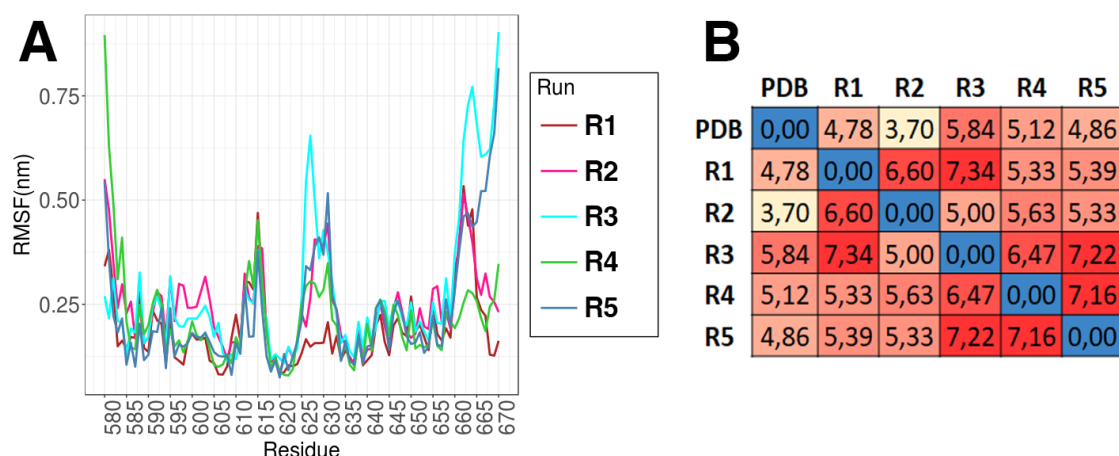 A
RMSF(nm)
0.75
0.50
0.25
580 585 590 595 600 605 610 615 620 625 630 635 640 645 650 655 660 665 670
Residue
Run
R1
R2
R3
R4
R5
B
PDB R1 R2 R3 R4 R5
PDB 0,00 4,78 3,70 5,84 5,12 4,86
R1 4,78 0,00 6,60 7,34 5,33 5,39
R2 3,70 6,60 0,00 5,00 5,63 5,33
R3 5,84 7,34 5,00 0,00 6,47 7,22
R4 5,12 5,33 5,63 6,47 0,00 7,16
R5 4,86 5,39 5,33 7,22 7,16 0,00